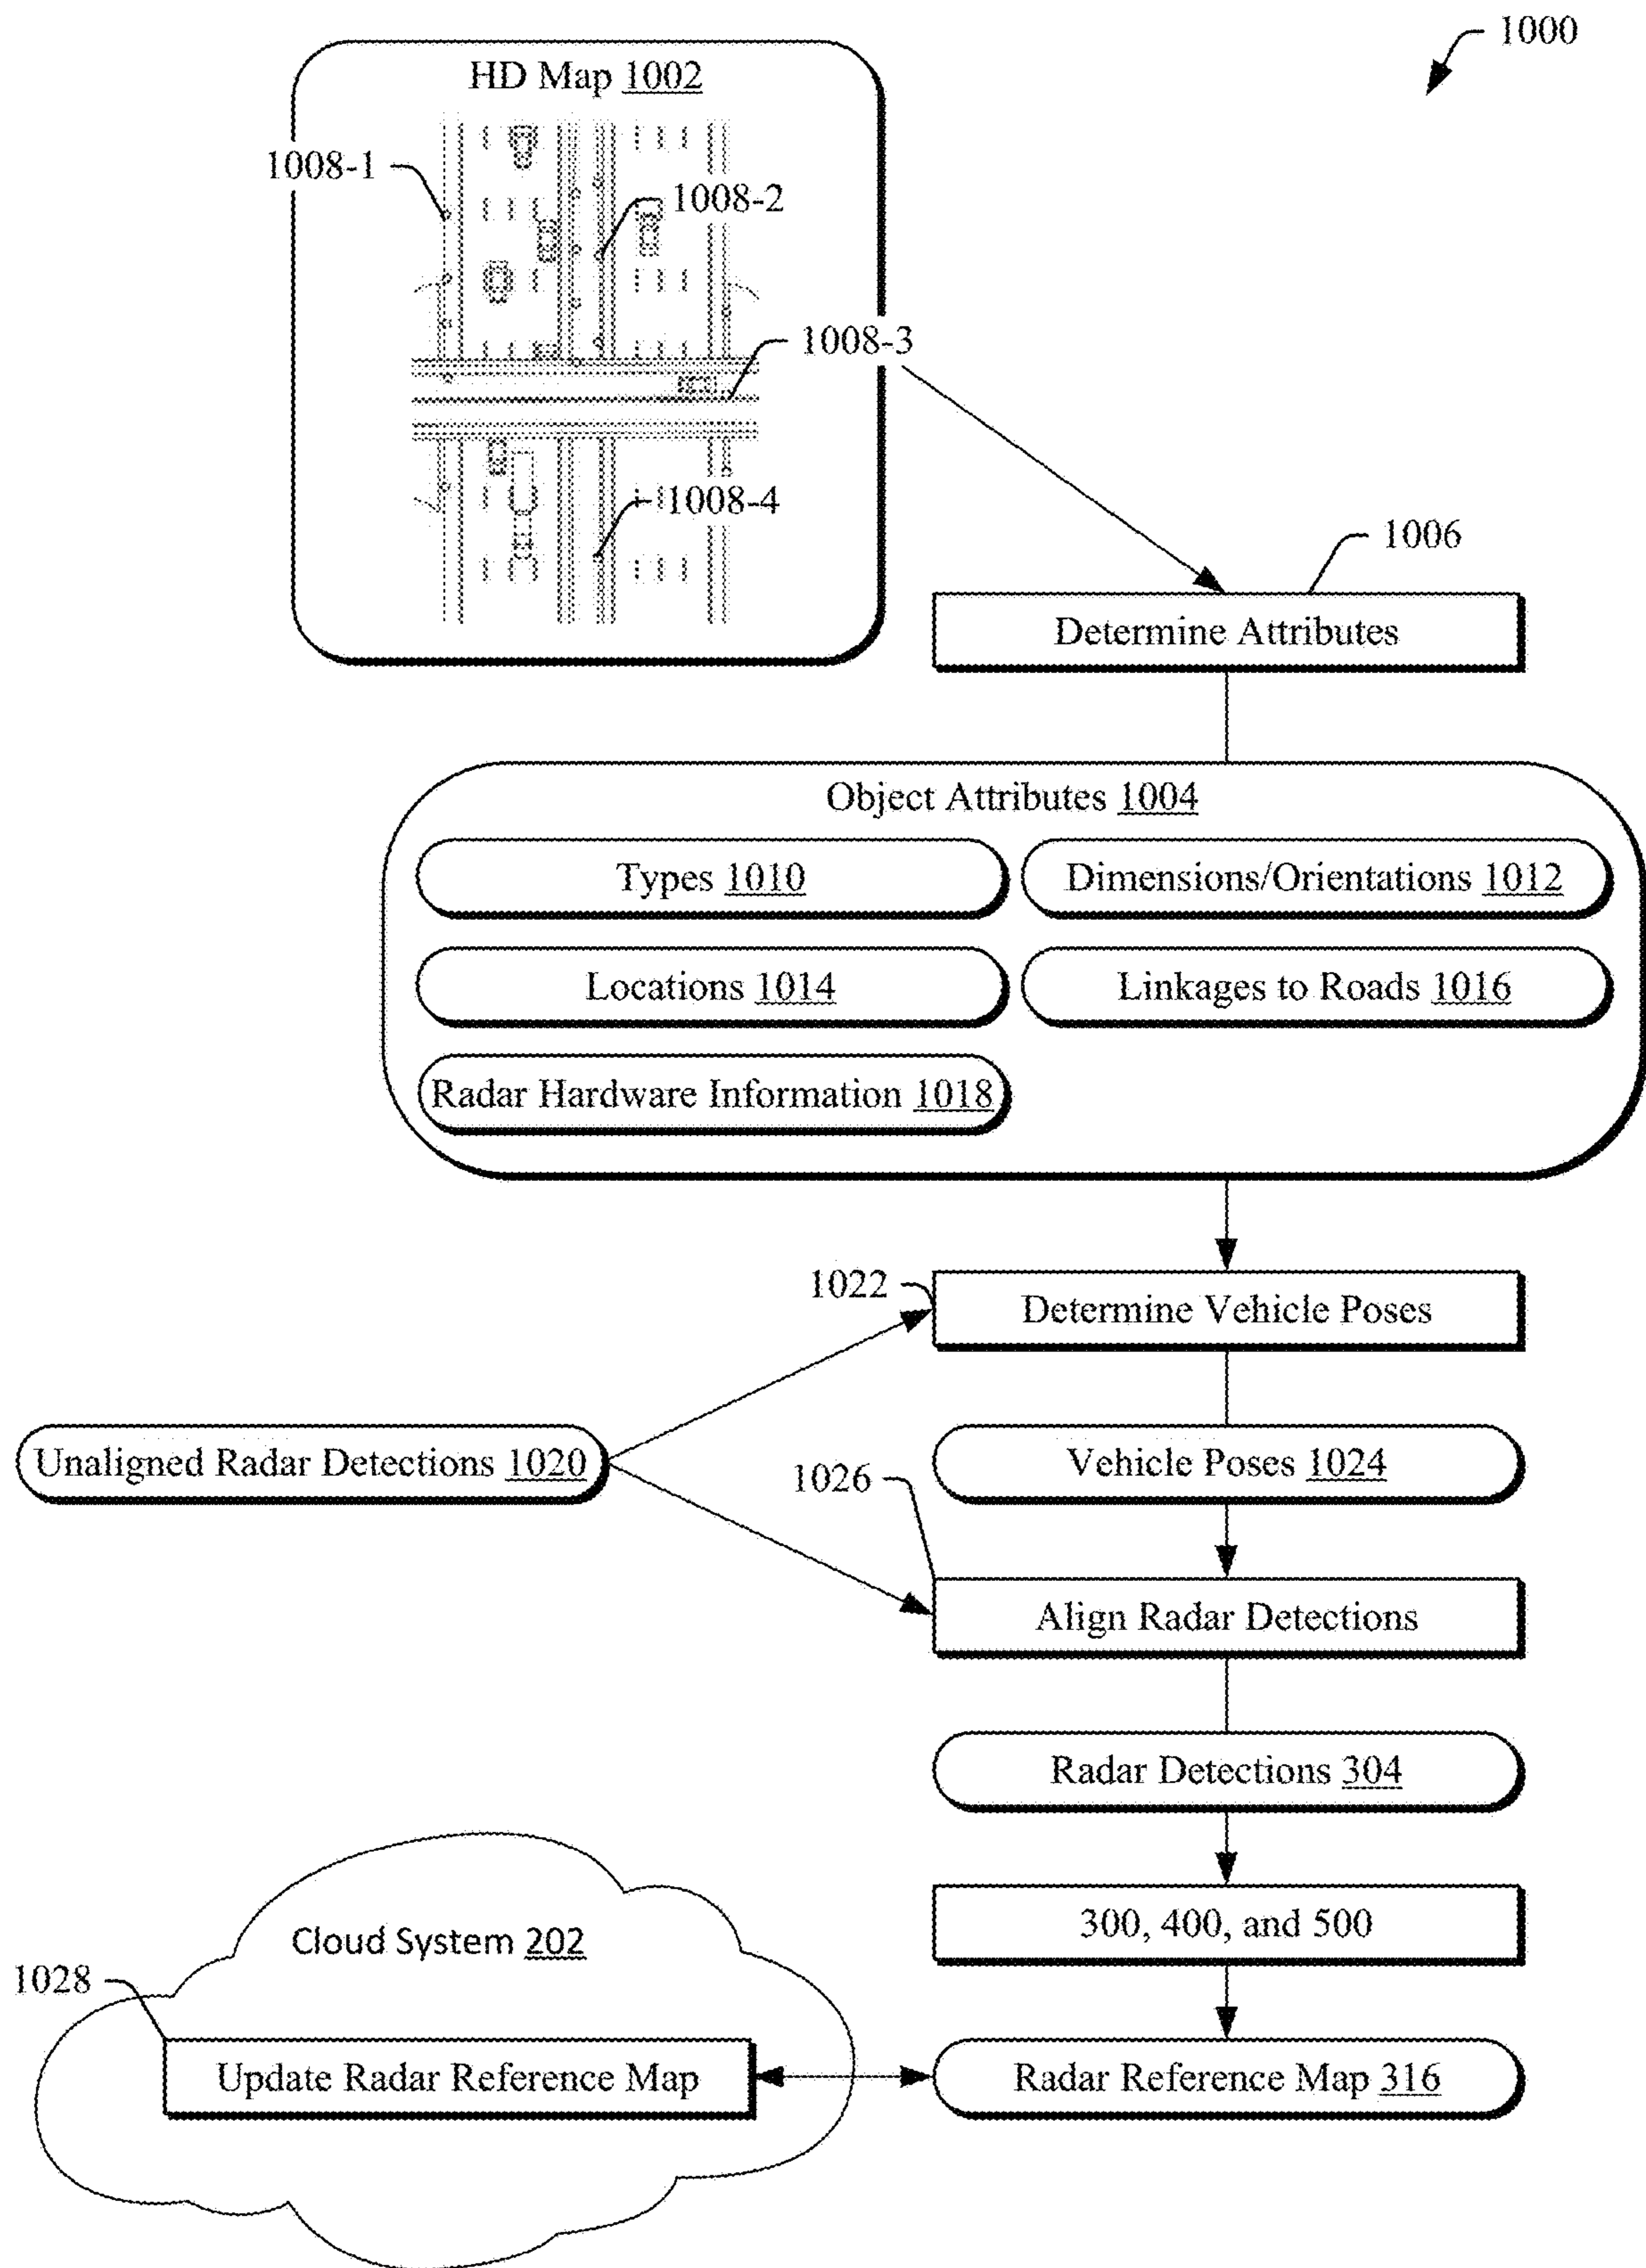 1000
HD Map 1002
1008-1
1008-2
1008-3
1008-4
1006
Determine Attributes
Object Attributes 1004
Types 1010
Dimensions/Orientations 1012
Locations 1014
Linkages to Roads 1016
Radar Hardware Information 1018
1022
Determine Vehicle Poses
Unaligned Radar Detections 1020
Vehicle Poses 1024
1026
Align Radar Detections
Radar Detections 304
300, 400, and 500
Cloud System 202
1028
Update Radar Reference Map
Radar Reference Map 316